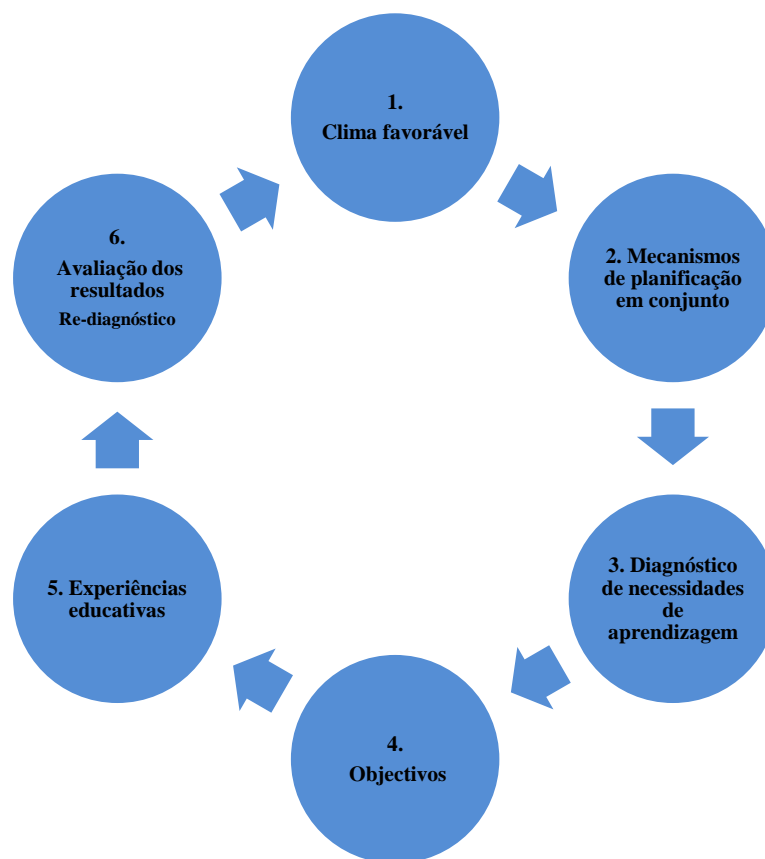 1.
Clima favorável
2. Mecanismos
de planificação
em conjunto
3. Diagnóstico
de necessidades
de
aprendizagem
4.
Objectivos
5. Experiências
educativas
6.
Avaliação dos
resultados
Re-diagnóstico